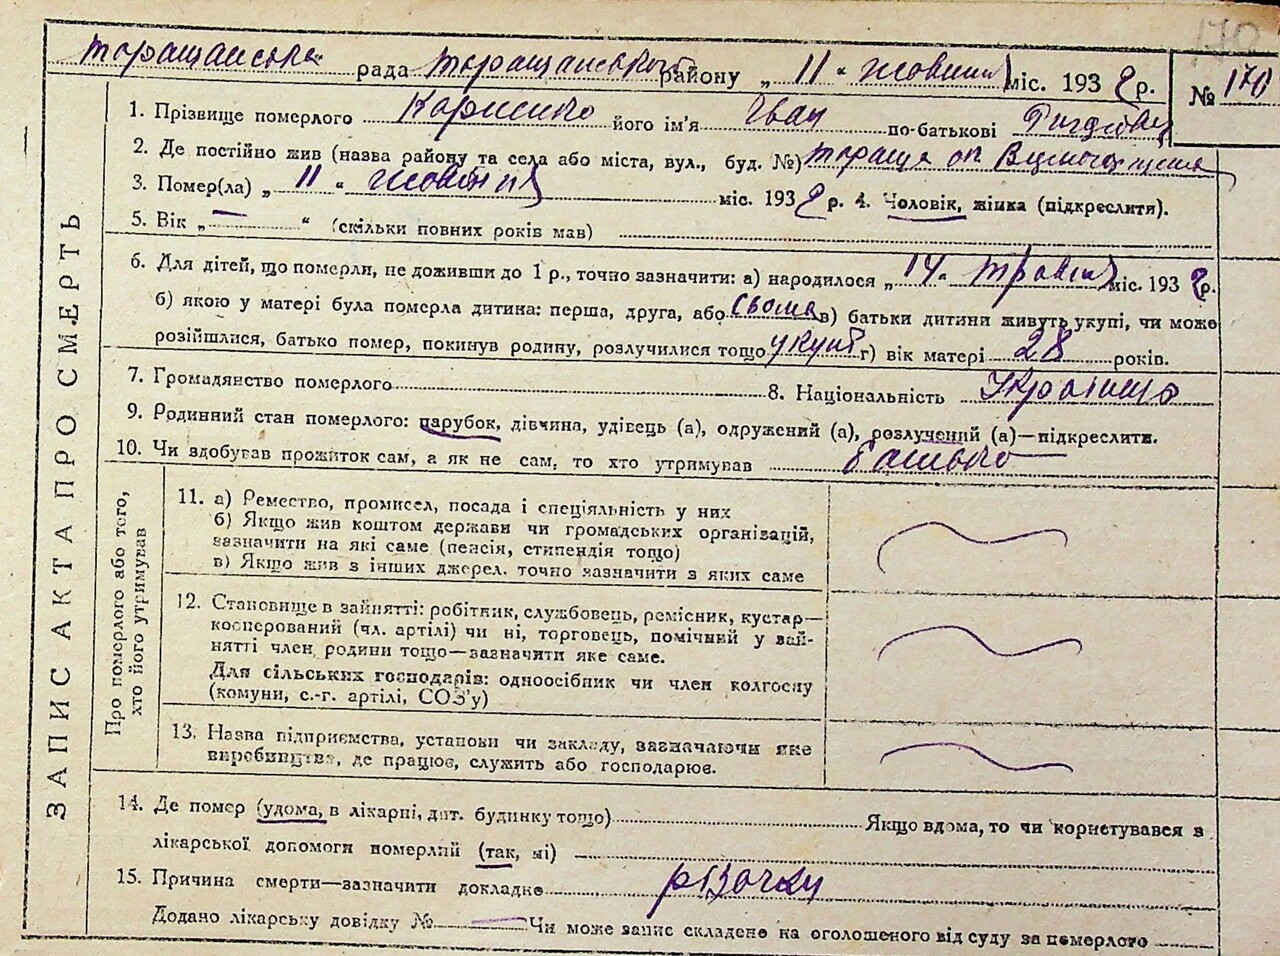 170
Таращанська рада Таращанського району „ 11 “ жовтня міс. 1932 р. № 170
1. Прізвище померлого його ім'я Іван по-батькові
2. Де постійно жив (назва району та села або міста, вул., буд. №) Тараща
3. Помер(ла) „ 11 “ жовтня міс. 1932 р. 4. Чоловік, жінка (підкреслити).
5. Вік „ “ (скільки повних років мав)
6. Для дітей, що померли, не доживши до 1 р., точно зазначити: а) народилося „ 14 “ травня міс. 1932 р.
б) якою у матері була померла дитина: перша, друга, або сьома в) батьки дитини живуть укупі, чи може
розійшлися, батько помер, покинув родину, розлучилися тощо укупі г) вік матері 28 років.
7. Громадянство померлого 8. Національність
9. Родинний стан померлого: парубок, дівчина, удівець (а), одружений (а), розлучений (а)—підкреслити.
10. Чи здобував прожиток сам, а як не сам, то хто утримував батько
ЗАПИС АКТА ПРО СМЕРТЬ
Про померлого або того,
хто його утримував
11. а) Ремество, промисел, посада і спеціяльність у них
б) Якщо жив коштом держави чи громадських організацій,
зазначити на які саме (пенсія, стипендія тощо)
в) Якщо жив з інших джерел, точно зазначити з яких саме
12. Становище в зайнятті: робітник, службовець, ремісник, кустар—
кооперований (чл. артілі) чи ні, торговець, помічний у зай-
нятті член родини тощо—зазначити яке саме.
Для сільських господарів: одноосібник чи член колгоспу
(комуни, с.-г. артілі, СОЗ'у)
13. Назва підприємства, установи чи закладу, зазначаючи яке
виробництва, де працює, служить або господарює.
14. Де помер (удома, в лікарні, дит. будинку тощо) Якщо вдома, то чи користувався з
лікарської допомоги померлий (так, ні)
15. Причина смерти—зазначити докладно
Додано лікарську довідку № Чи може запис складено на оголошеного від суду за померлого